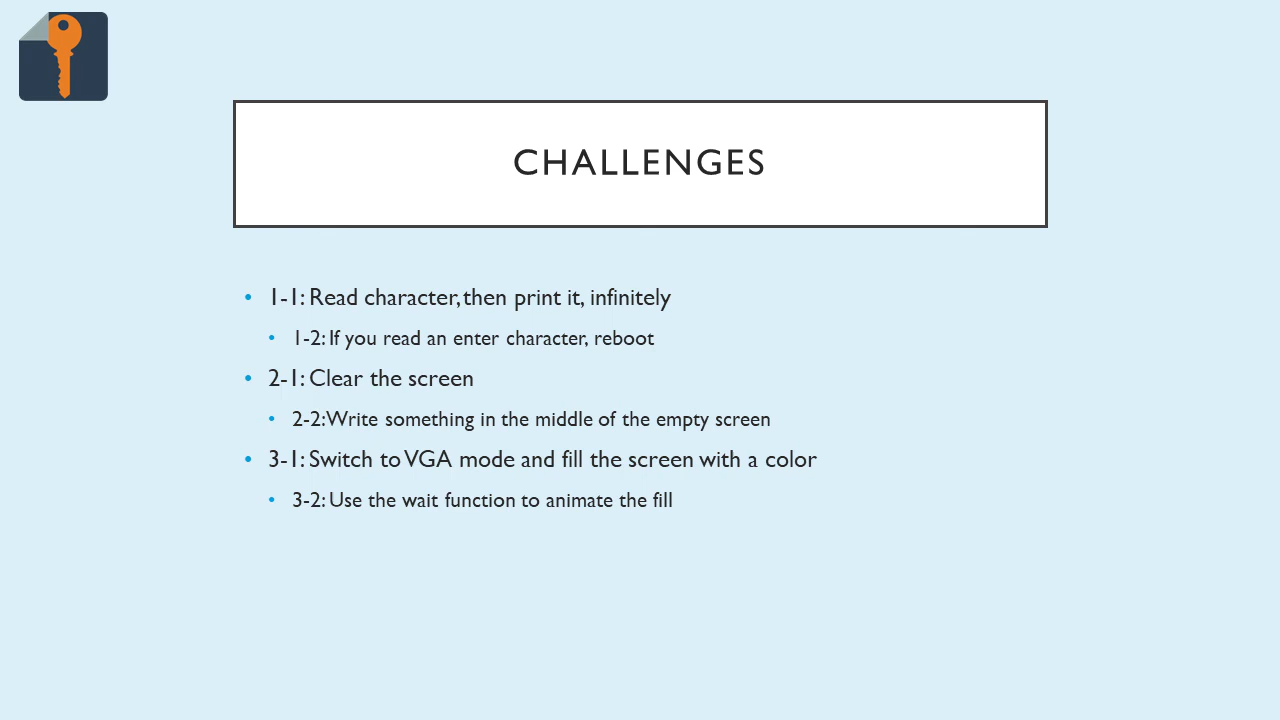 CHALLENGES
• 1-1: Read character, then print it, infinitely
• 1-2: If you read an enter character, reboot
• 2-1: Clear the screen
• 2-2: Write something in the middle of the empty screen
• 3-1: Switch to VGA mode and fill the screen with a color
• 3-2: Use the wait function to animate the fill